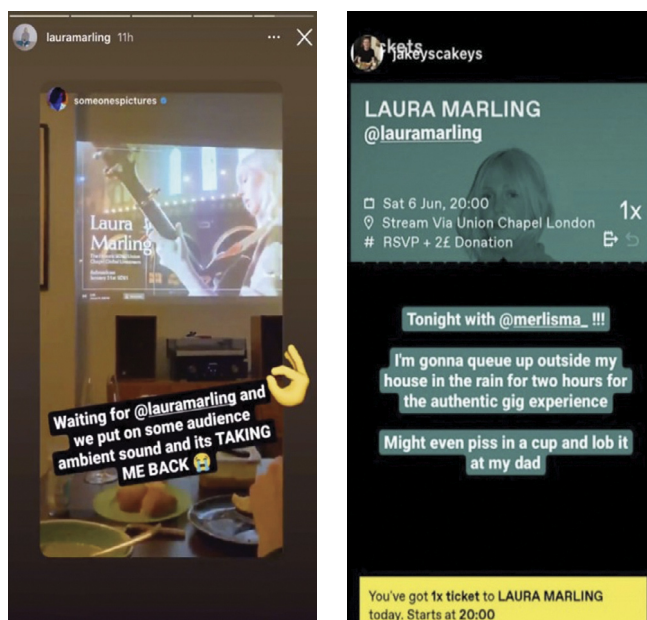 lauramarling 11h
someonespictures
Laura
Marling
Waiting for @lauramarling and
we put on some audience
ambient sound and its TAKING
ME BACK 😭
jakeyscakeys
LAURA MARLING
@lauramarling
Sat 6 Jun, 20:00
Stream Via Union Chapel London
# RSVP + 2£ Donation
1x
Tonight with @merlisma_ !!!
I'm gonna queue up outside my
house in the rain for two hours for
the authentic gig experience
Might even piss in a cup and lob it
at my dad
You've got 1x ticket to LAURA MARLING
today. Starts at 20:00